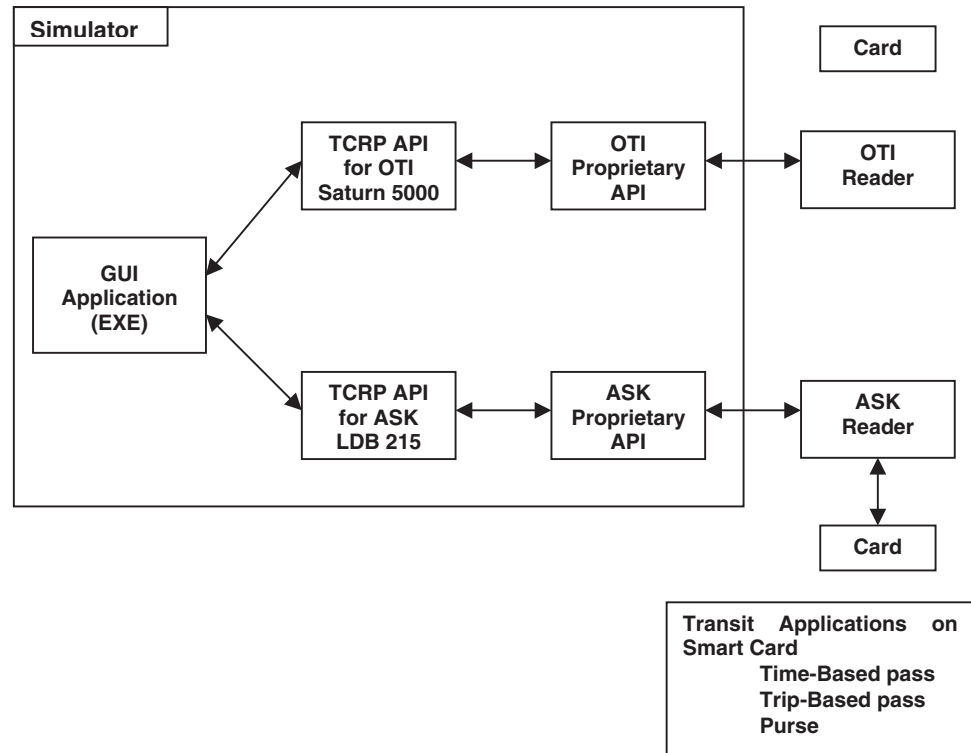 Simulator
Card
TCRP API
for OTI
Saturn 5000
OTI
Proprietary
API
OTI
Reader
GUI
Application
(EXE)
TCRP API
for ASK
LDB 215
ASK
Proprietary
API
ASK
Reader
Card
Transit Applications on
Smart Card
Time-Based pass
Trip-Based pass
Purse